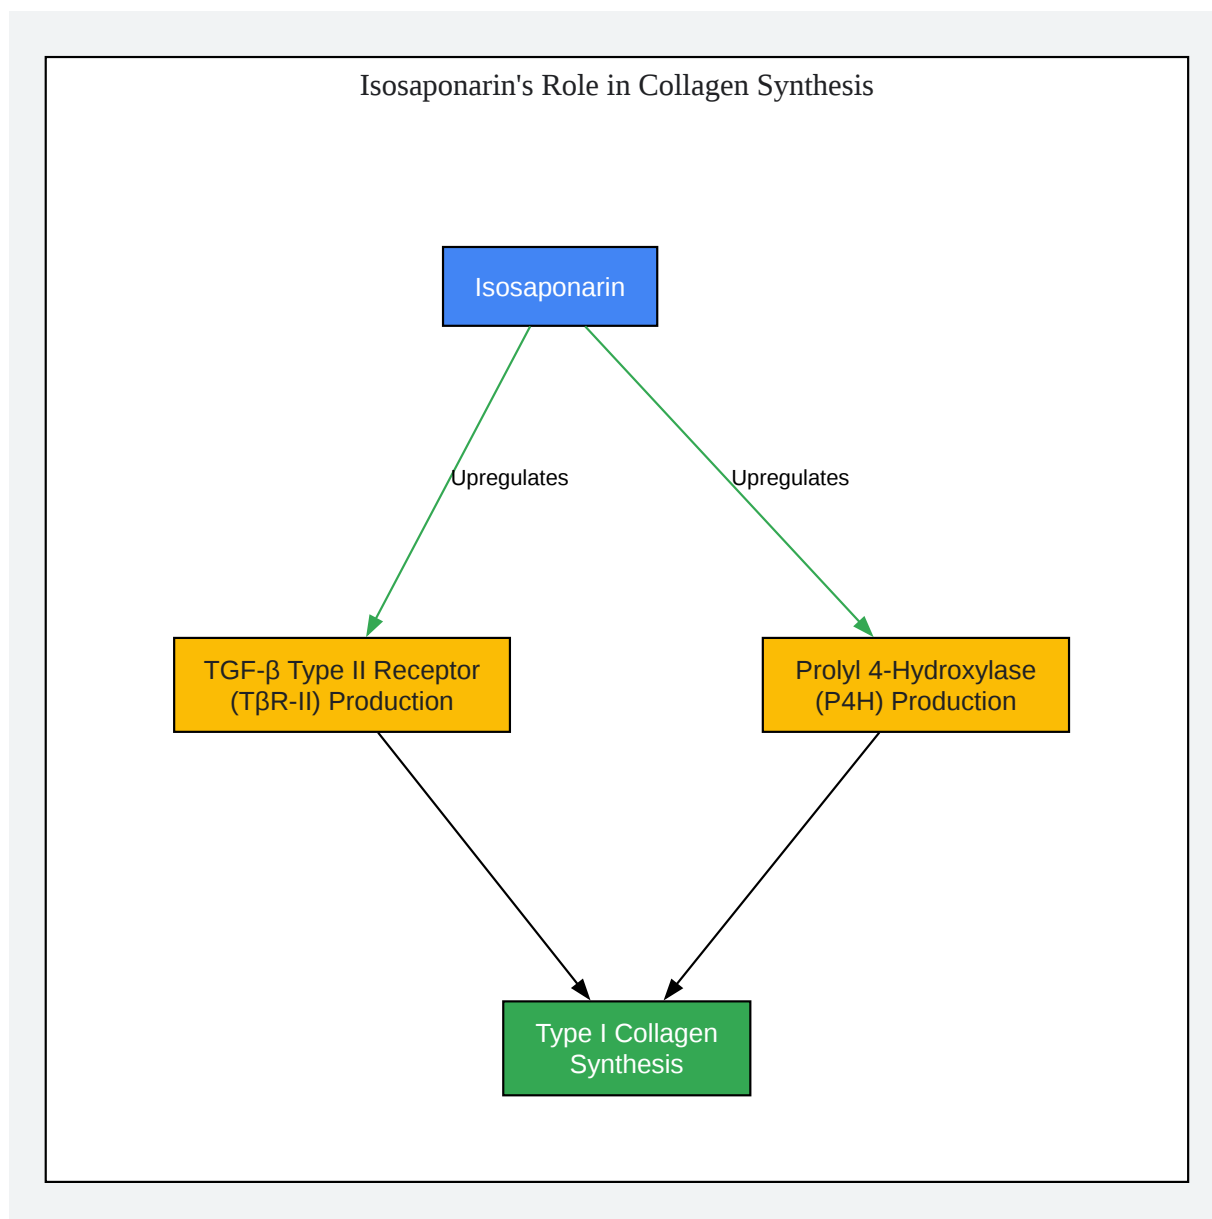 Isosaponarin's Role in Collagen Synthesis
Isosaponarin
Upregulates
Upregulates
TGF-β Type II Receptor
(TβR-II) Production
Prolyl 4-Hydroxylase
(P4H) Production
Type I Collagen
Synthesis